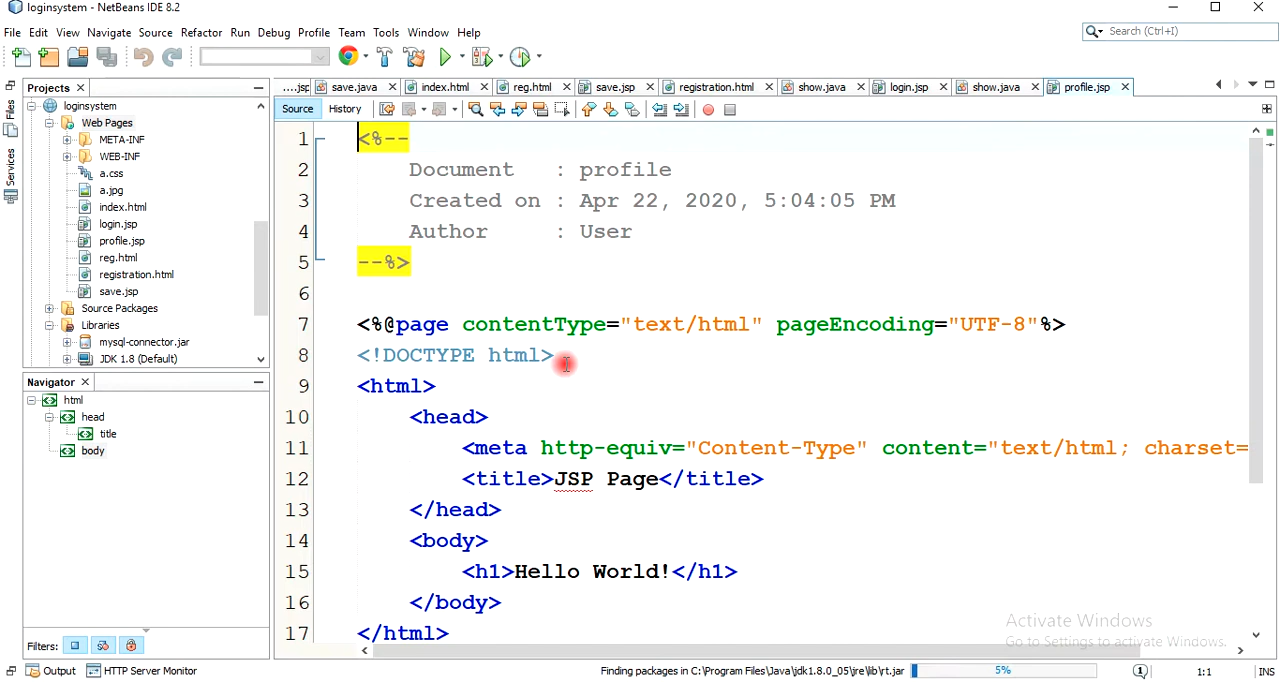 loginsystem - NetBeans IDE 8.2
File Edit View Navigate Source Refactor Run Debug Profile Team Tools Window Help
Search (Ctrl+I)
Projects
....jsp save.java index.html reg.html save.jsp registration.html show.java login.jsp show.java profile.jsp
Source History
Files
Services
loginsystem
Web Pages
META-INF
WEB-INF
a.css
a.jpg
index.html
login.jsp
profile.jsp
reg.html
registration.html
save.jsp
Source Packages
Libraries
mysql-connector.jar
JDK 1.8 (Default)
Navigator
html
head
title
body
Filters:
1 <%--
2 Document : profile
3 Created on : Apr 22, 2020, 5:04:05 PM
4 Author : User
5 --%>
6
7 <%@page contentType="text/html" pageEncoding="UTF-8"%>
8 <!DOCTYPE html>
9 <html>
10 <head>
11 <meta http-equiv="Content-Type" content="text/html; charset=
12 <title>JSP Page</title>
13 </head>
14 <body>
15 <h1>Hello World!</h1>
16 </body>
17 </html>
Activate Windows
Go to Settings to activate Windows.
Output HTTP Server Monitor
Finding packages in C:\Program Files\Java\jdk1.8.0_05\jre\lib\rt.jar 5% 1 1:1 INS